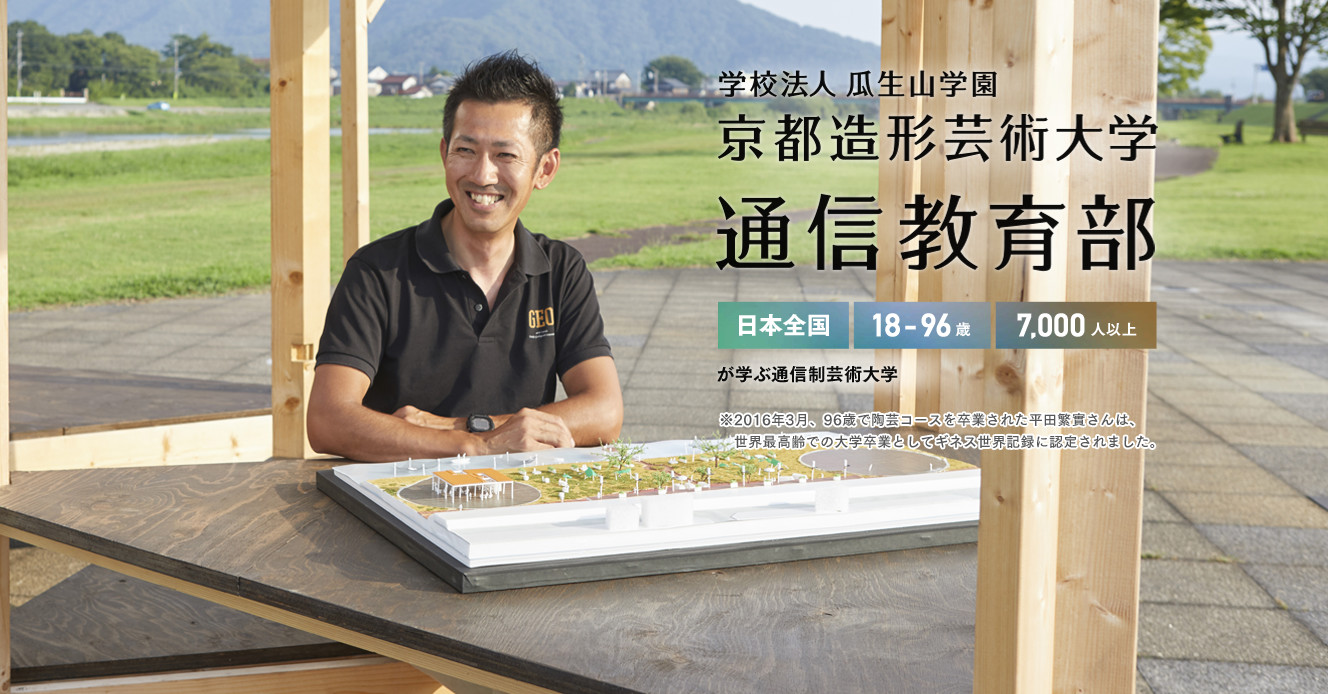 学校法人 瓜生山学園
京都造形芸術大学
通信教育部
日本全国 18-96歳 7,000人以上
が学ぶ通信制芸術大学
※2016年3月、96歳で陶芸コースを卒業された平田繁實さんは、
世界最高齢での大学卒業としてギネス世界記録に認定されました。
GEO